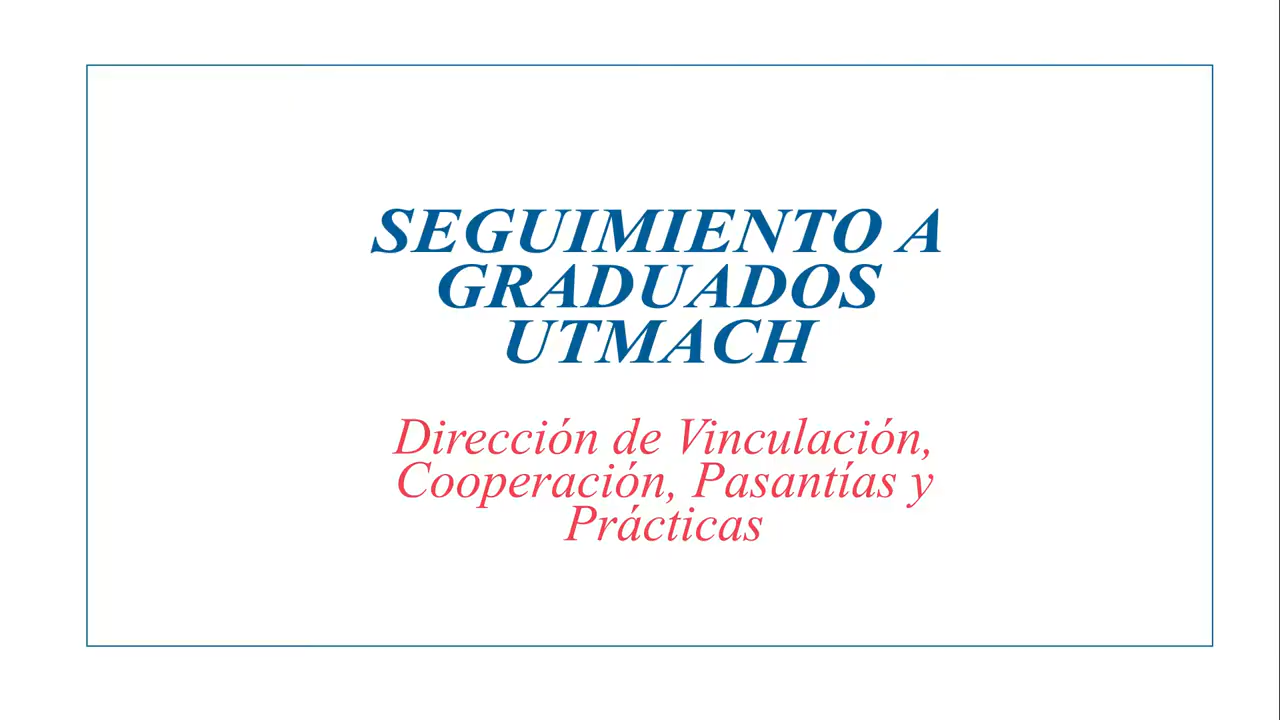 SEGUIMIENTO A
GRADUADOS
UTMACH
Dirección de Vinculación,
Cooperación, Pasantías y
Prácticas